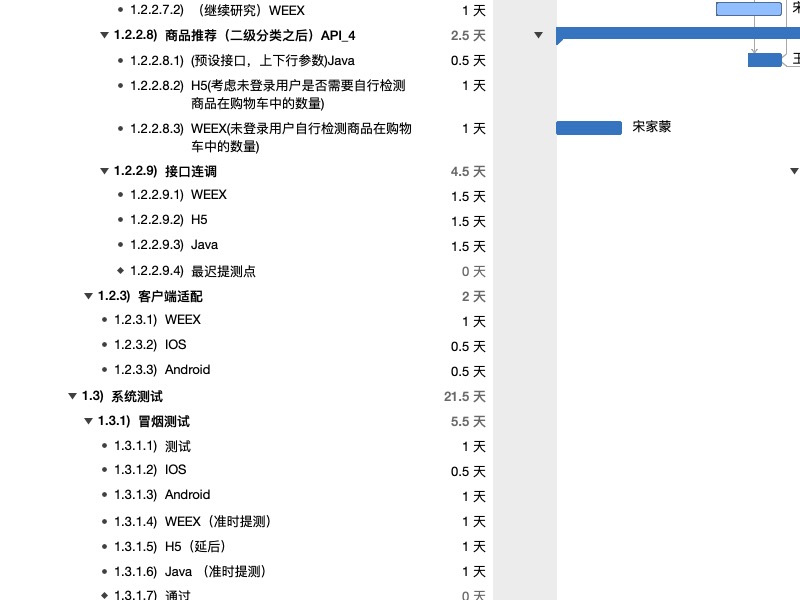 1.2.2.7.2) （继续研究）WEEX 1 天
1.2.2.8) 商品推荐（二级分类之后）API_4 2.5 天
1.2.2.8.1) (预设接口，上下行参数)Java 0.5 天
1.2.2.8.2) H5(考虑未登录用户是否需要自行检测 1 天
商品在购物车中的数量)
1.2.2.8.3) WEEX(未登录用户自行检测商品在购物 1 天 宋家蒙
车中的数量)
1.2.2.9) 接口连调 4.5 天
1.2.2.9.1) WEEX 1.5 天
1.2.2.9.2) H5 1.5 天
1.2.2.9.3) Java 1.5 天
1.2.2.9.4) 最迟提测点 0 天
1.2.3) 客户端适配 2 天
1.2.3.1) WEEX 1 天
1.2.3.2) IOS 0.5 天
1.2.3.3) Android 0.5 天
1.3) 系统测试 21.5 天
1.3.1) 冒烟测试 5.5 天
1.3.1.1) 测试 1 天
1.3.1.2) IOS 0.5 天
1.3.1.3) Android 1 天
1.3.1.4) WEEX（准时提测） 1 天
1.3.1.5) H5（延后） 1 天
1.3.1.6) Java （准时提测） 1 天
1.3.1.7) 通过 0 天